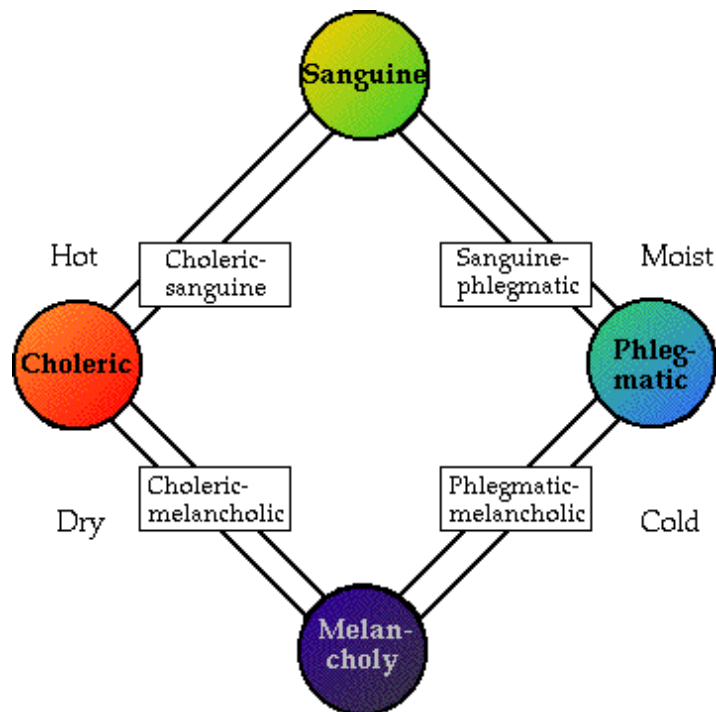 Sanguine
Hot
Choleric-
sanguine
Sanguine-
phlegmatic
Moist
Choleric
Phleg-
matic
Dry
Choleric-
melancholic
Phlegmatic-
melancholic
Cold
Melan-
choly